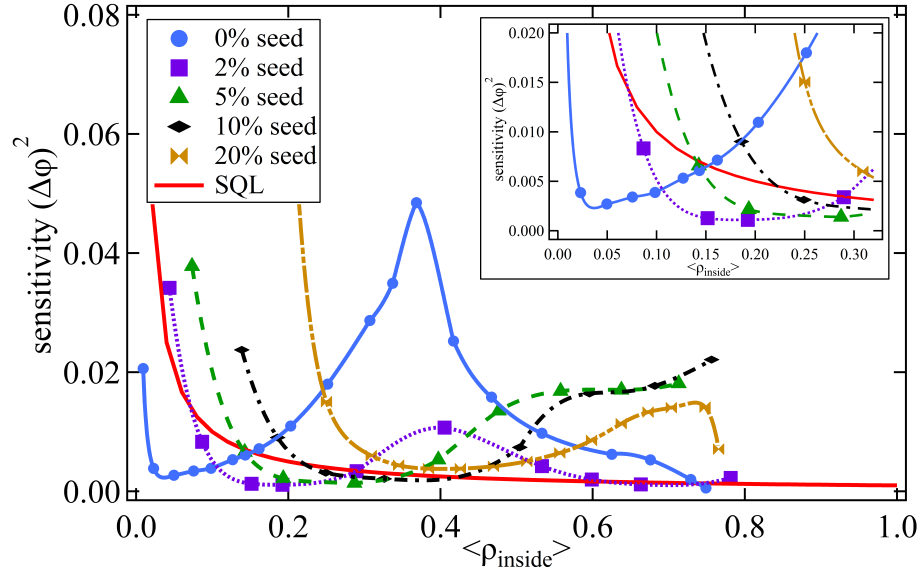 0.08
0.06
0.04
0.02
0.00
sensitivity (Δφ)²
0% seed
2% seed
5% seed
10% seed
20% seed
SQL
0.020
0.015
0.010
0.005
0.000
sensitivity (Δφ)²
0.00 0.05 0.10 0.15 0.20 0.25 0.30
<ρinside>
0.0 0.2 0.4 0.6 0.8 1.0
<ρinside>